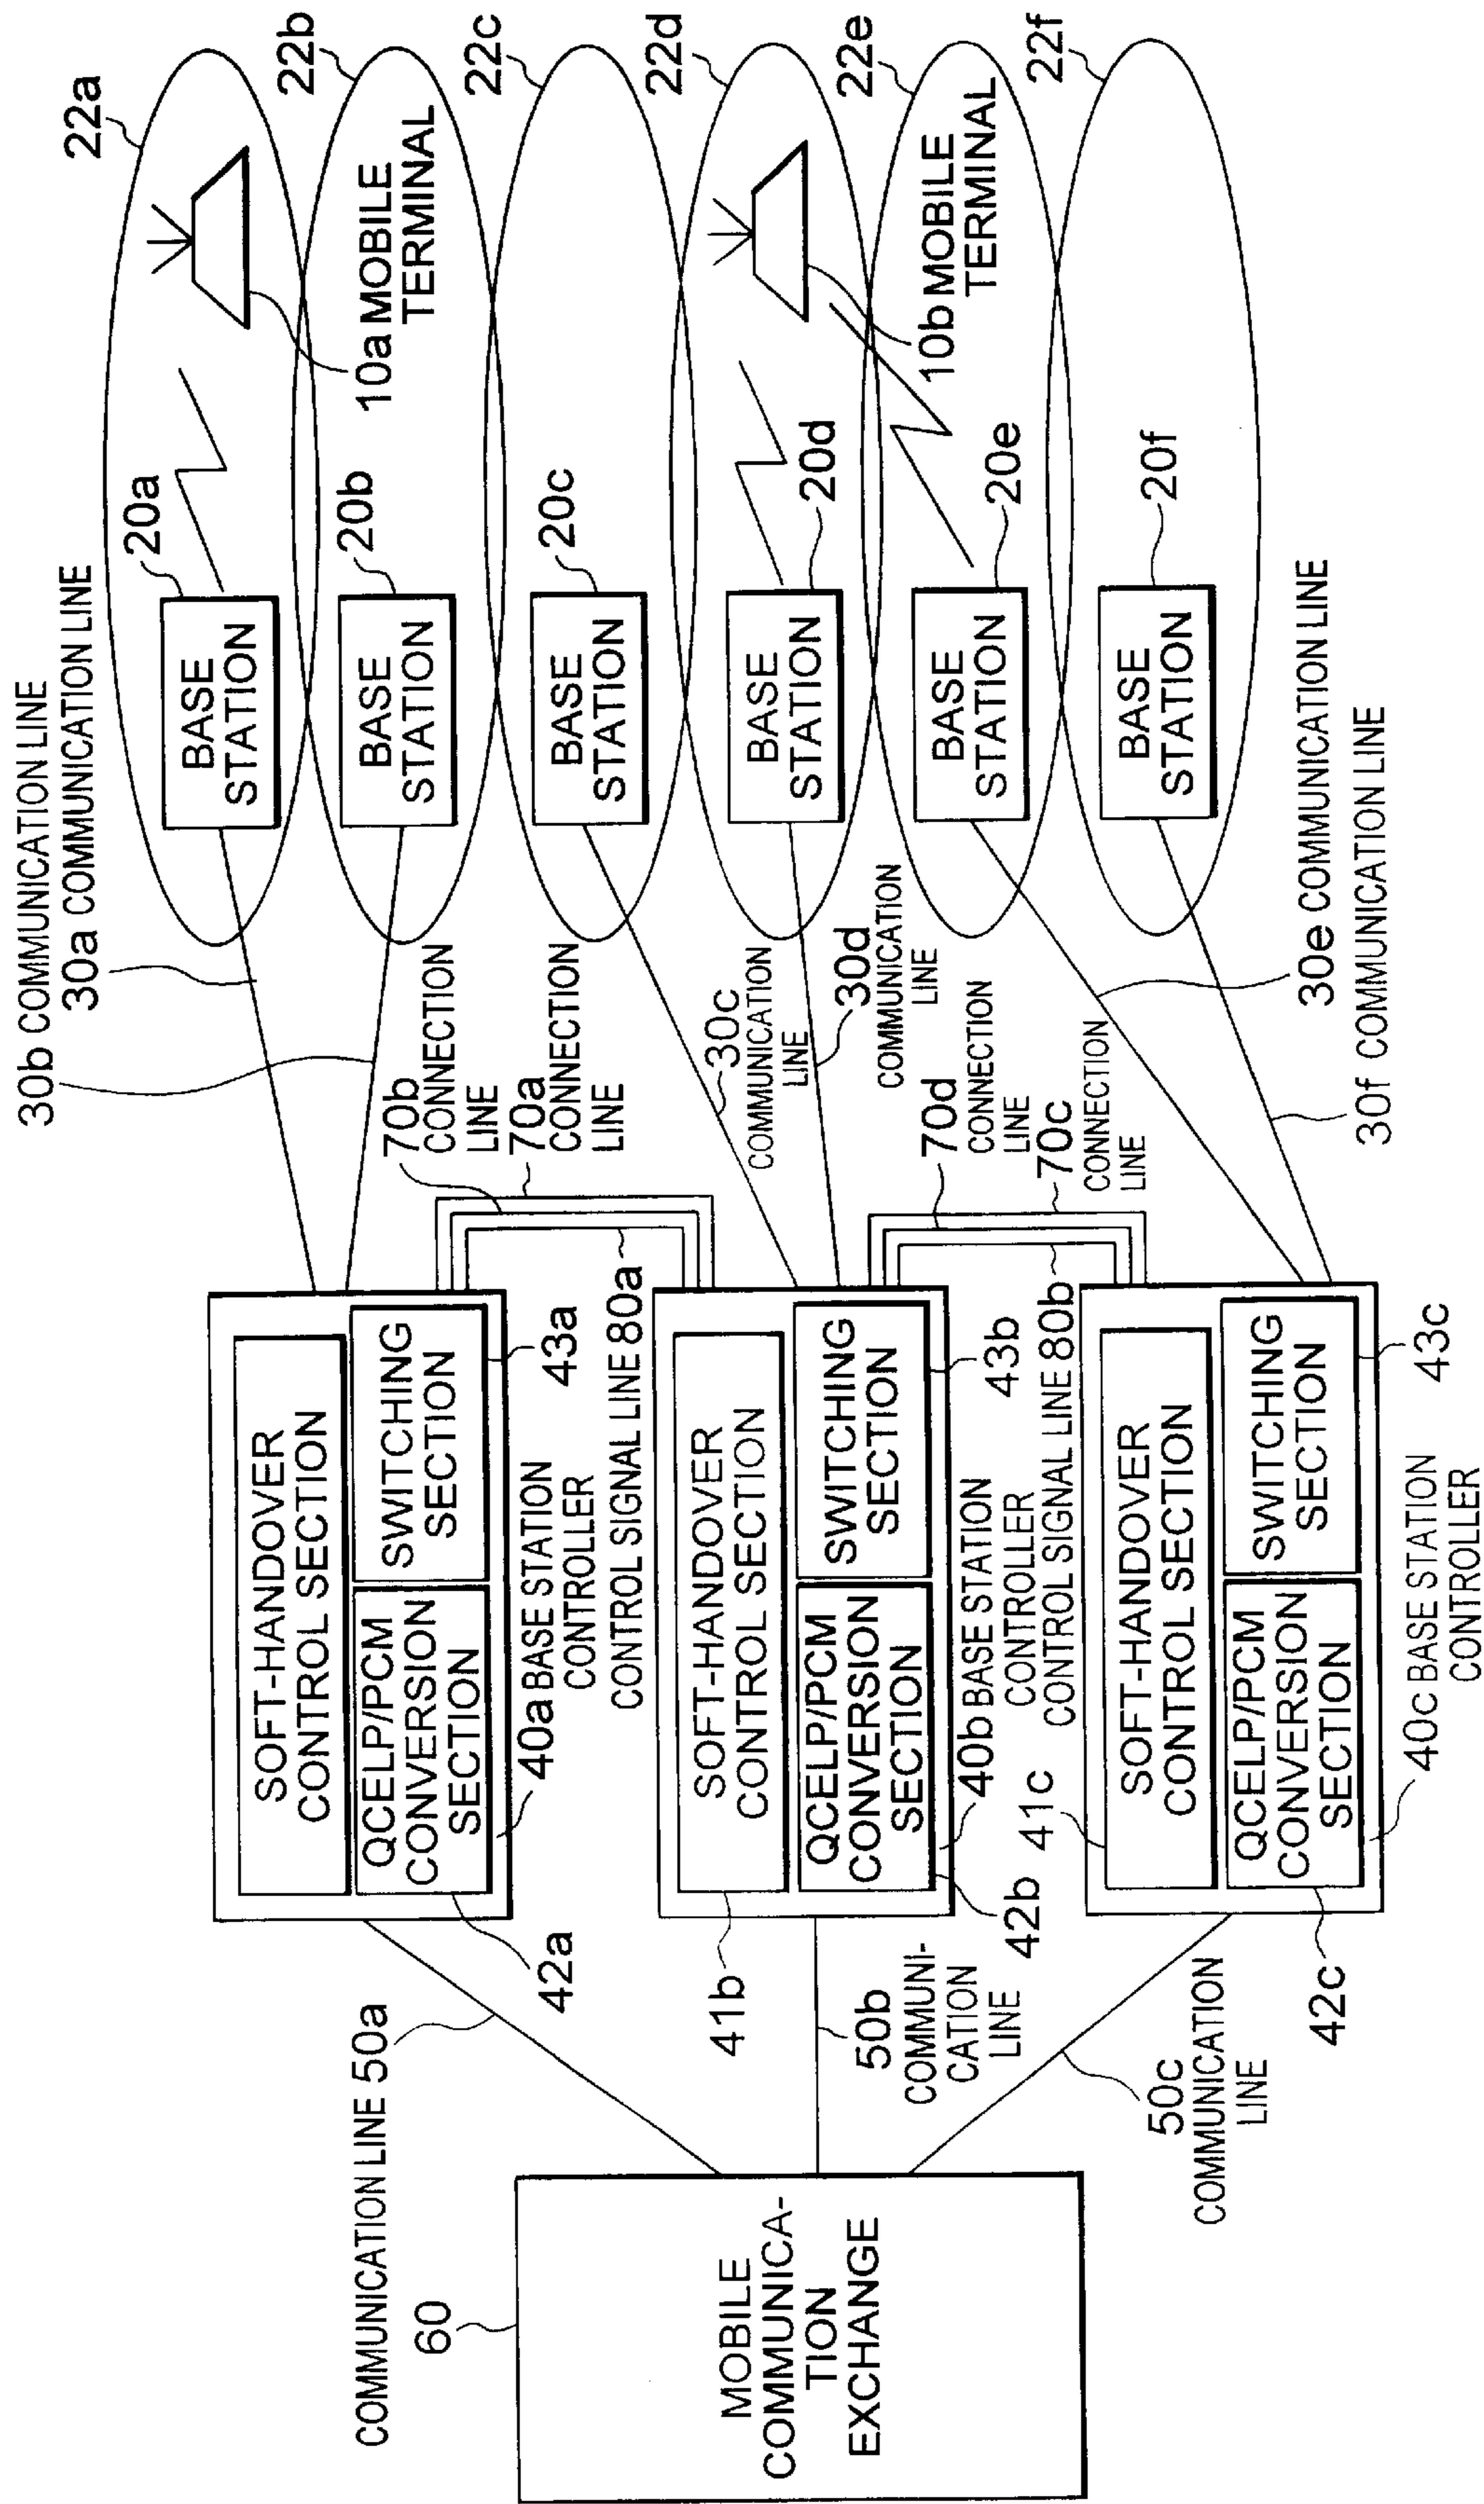 22a
22b
22c
22d
22e
22f
10a MOBILE
TERMINAL
10b MOBILE
TERMINAL
20a
20b
20c
20d
20e
20f
BASE
STATION
BASE
STATION
BASE
STATION
BASE
STATION
BASE
STATION
BASE
STATION
30b COMMUNICATION LINE
30a COMMUNICATION LINE
30c
COMMUNICATION
LINE
30d
COMMUNICATION
LINE
30e COMMUNICATION LINE
30f COMMUNICATION LINE
70b
CONNECTION
LINE
70a
CONNECTION
LINE
70d
CONNECTION
LINE
70c
CONNECTION
LINE
SOFT-HANDOVER
CONTROL SECTION
QCELP/PCM
CONVERSION
SECTION
SWITCHING
SECTION
43a
42a
40a BASE STATION
CONTROLLER
CONTROL SIGNAL LINE 80a
SOFT-HANDOVER
CONTROL SECTION
QCELP/PCM
CONVERSION
SECTION
SWITCHING
SECTION
43b
41b
42b
40b BASE STATION
CONTROLLER
CONTROL SIGNAL LINE 80b
41c
SOFT-HANDOVER
CONTROL SECTION
QCELP/PCM
CONVERSION
SECTION
SWITCHING
SECTION
43c
42c
40c BASE STATION
CONTROLLER
COMMUNICATION LINE 50a
50b
COMMUNI-
CATION
LINE
50c
COMMUNICATION
LINE
60
MOBILE
COMMUNICA-
TION
EXCHANGE